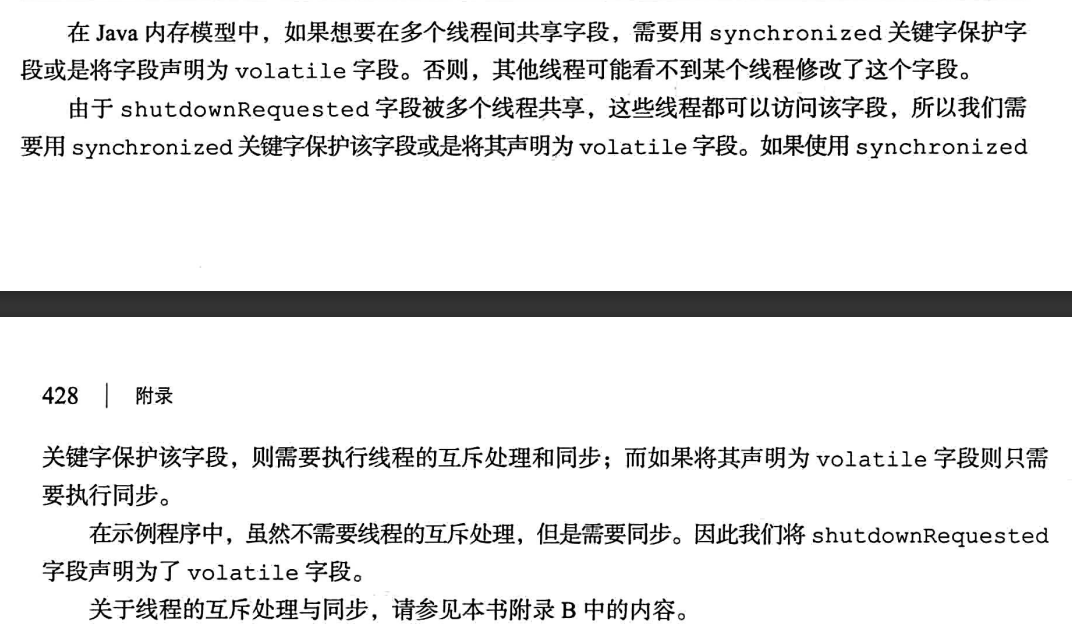 在 Java 内存模型中，如果想要在多个线程间共享字段，需要用 synchronized 关键字保护字
段或是将字段声明为 volatile 字段。否则，其他线程可能看不到某个线程修改了这个字段。
由于 shutdownRequested 字段被多个线程共享，这些线程都可以访问该字段，所以我们需
要用 synchronized 关键字保护该字段或是将其声明为 volatile 字段。如果使用 synchronized
428 | 附录
关键字保护该字段，则需要执行线程的互斥处理和同步；而如果将其声明为 volatile 字段则只需
要执行同步。
在示例程序中，虽然不需要线程的互斥处理，但是需要同步。因此我们将 shutdownRequested
字段声明为了 volatile 字段。
关于线程的互斥处理与同步，请参见本书附录 B 中的内容。